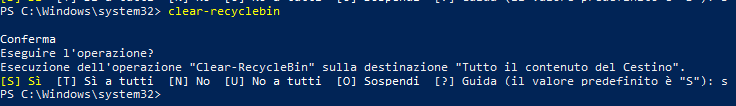 PS C:\Windows\system32> clear-recyclebin
Conferma
Eseguire l'operazione?
Esecuzione dell'operazione "Clear-RecycleBin" sulla destinazione "Tutto il contenuto del Cestino".
[S] Sì  [T] Sì a tutti  [N] No  [U] No a tutti  [O] Sospendi  [?] Guida (il valore predefinito è "S"): s
PS C:\Windows\system32>